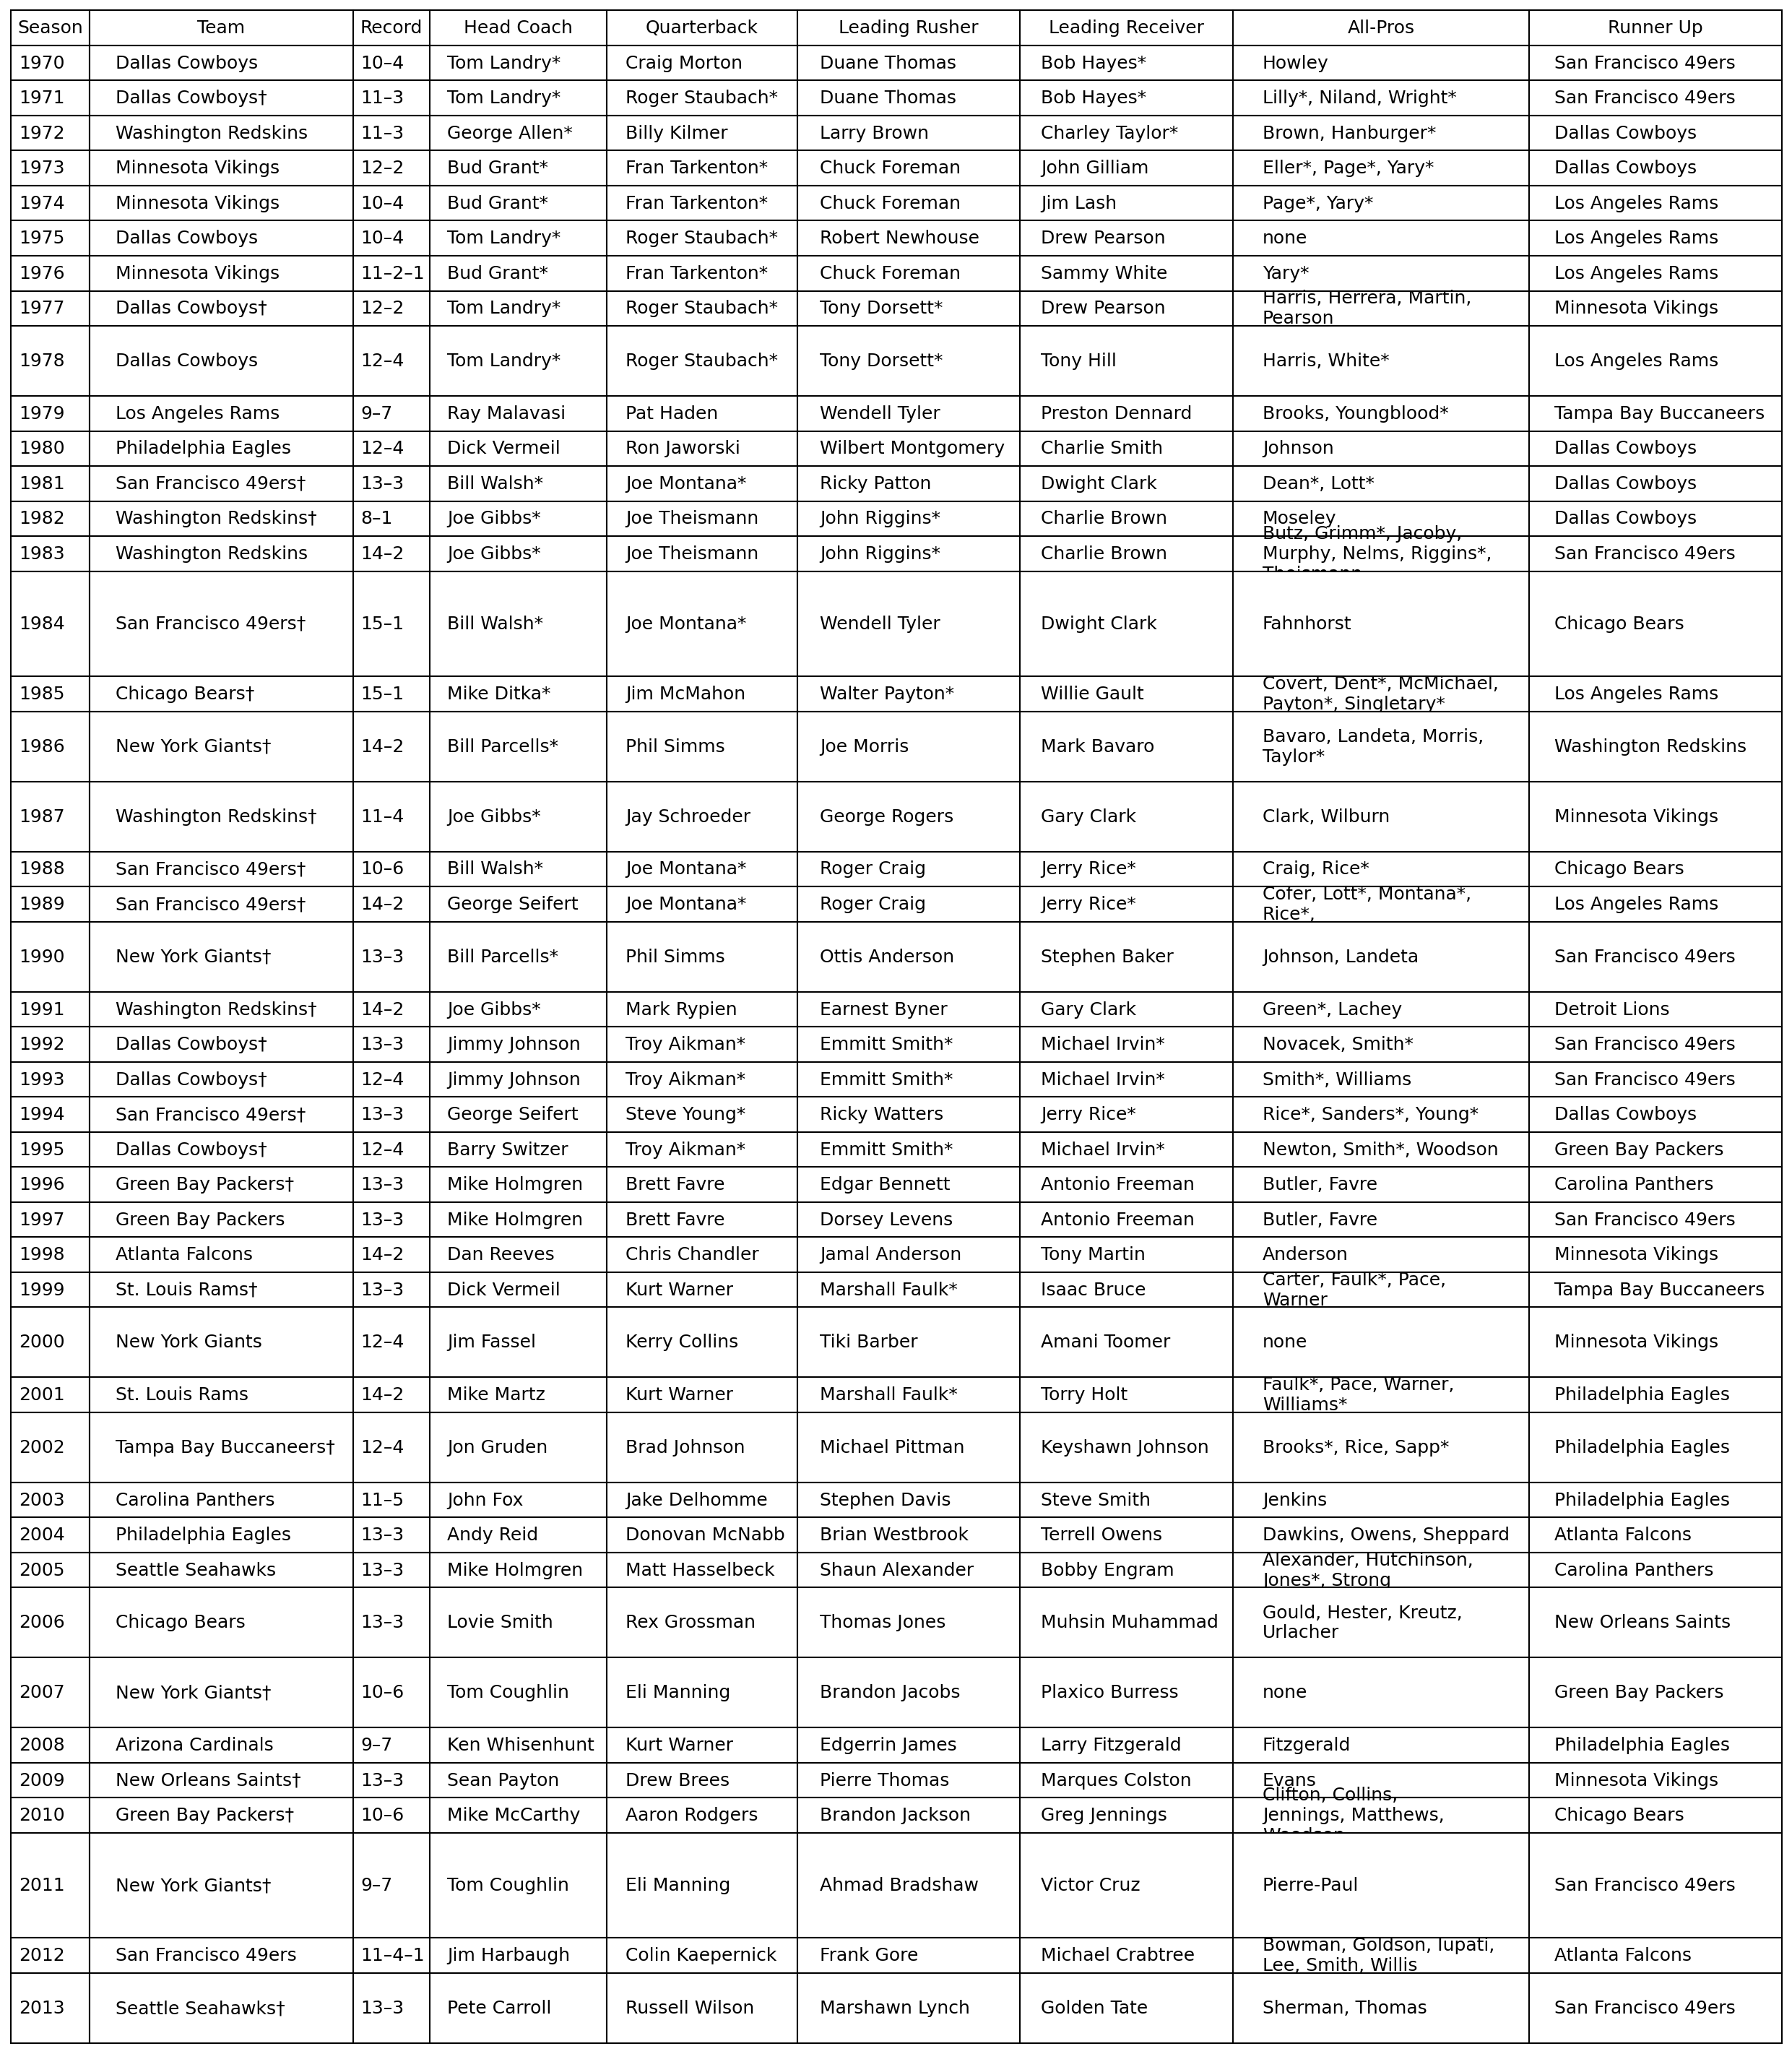 Season Team Record Head Coach Quarterback Leading Rusher Leading Receiver All-Pros Runner Up
1970 Dallas Cowboys 10–4 Tom Landry* Craig Morton Duane Thomas Bob Hayes* Howley San Francisco 49ers
1971 Dallas Cowboys† 11–3 Tom Landry* Roger Staubach* Duane Thomas Bob Hayes* Lilly*, Niland, Wright* San Francisco 49ers
1972 Washington Redskins 11–3 George Allen* Billy Kilmer Larry Brown Charley Taylor* Brown, Hanburger* Dallas Cowboys
1973 Minnesota Vikings 12–2 Bud Grant* Fran Tarkenton* Chuck Foreman John Gilliam Eller*, Page*, Yary* Dallas Cowboys
1974 Minnesota Vikings 10–4 Bud Grant* Fran Tarkenton* Chuck Foreman Jim Lash Page*, Yary* Los Angeles Rams
1975 Dallas Cowboys 10–4 Tom Landry* Roger Staubach* Robert Newhouse Drew Pearson none Los Angeles Rams
1976 Minnesota Vikings 11–2–1 Bud Grant* Fran Tarkenton* Chuck Foreman Sammy White Yary* Los Angeles Rams
1977 Dallas Cowboys† 12–2 Tom Landry* Roger Staubach* Tony Dorsett* Drew Pearson Harris, Herrera, Martin,
Pearson Minnesota Vikings
1978 Dallas Cowboys 12–4 Tom Landry* Roger Staubach* Tony Dorsett* Tony Hill Harris, White* Los Angeles Rams
1979 Los Angeles Rams 9–7 Ray Malavasi Pat Haden Wendell Tyler Preston Dennard Brooks, Youngblood* Tampa Bay Buccaneers
1980 Philadelphia Eagles 12–4 Dick Vermeil Ron Jaworski Wilbert Montgomery Charlie Smith Johnson Dallas Cowboys
1981 San Francisco 49ers† 13–3 Bill Walsh* Joe Montana* Ricky Patton Dwight Clark Dean*, Lott* Dallas Cowboys
1982 Washington Redskins† 8–1 Joe Gibbs* Joe Theismann John Riggins* Charlie Brown Moseley Dallas Cowboys
1983 Washington Redskins 14–2 Joe Gibbs* Joe Theismann John Riggins* Charlie Brown Butz, Grimm*, Jacoby,
Murphy, Nelms, Riggins*, San Francisco 49ers
1984 San Francisco 49ers† 15–1 Bill Walsh* Joe Montana* Wendell Tyler Dwight Clark Fahnhorst Chicago Bears
1985 Chicago Bears† 15–1 Mike Ditka* Jim McMahon Walter Payton* Willie Gault Covert, Dent*, McMichael,
Payton*, Singletary* Los Angeles Rams
1986 New York Giants† 14–2 Bill Parcells* Phil Simms Joe Morris Mark Bavaro Bavaro, Landeta, Morris,
Taylor* Washington Redskins
1987 Washington Redskins† 11–4 Joe Gibbs* Jay Schroeder George Rogers Gary Clark Clark, Wilburn Minnesota Vikings
1988 San Francisco 49ers† 10–6 Bill Walsh* Joe Montana* Roger Craig Jerry Rice* Craig, Rice* Chicago Bears
1989 San Francisco 49ers† 14–2 George Seifert Joe Montana* Roger Craig Jerry Rice* Cofer, Lott*, Montana*,
Rice*, Los Angeles Rams
1990 New York Giants† 13–3 Bill Parcells* Phil Simms Ottis Anderson Stephen Baker Johnson, Landeta San Francisco 49ers
1991 Washington Redskins† 14–2 Joe Gibbs* Mark Rypien Earnest Byner Gary Clark Green*, Lachey Detroit Lions
1992 Dallas Cowboys† 13–3 Jimmy Johnson Troy Aikman* Emmitt Smith* Michael Irvin* Novacek, Smith* San Francisco 49ers
1993 Dallas Cowboys† 12–4 Jimmy Johnson Troy Aikman* Emmitt Smith* Michael Irvin* Smith*, Williams San Francisco 49ers
1994 San Francisco 49ers† 13–3 George Seifert Steve Young* Ricky Watters Jerry Rice* Rice*, Sanders*, Young* Dallas Cowboys
1995 Dallas Cowboys† 12–4 Barry Switzer Troy Aikman* Emmitt Smith* Michael Irvin* Newton, Smith*, Woodson Green Bay Packers
1996 Green Bay Packers† 13–3 Mike Holmgren Brett Favre Edgar Bennett Antonio Freeman Butler, Favre Carolina Panthers
1997 Green Bay Packers 13–3 Mike Holmgren Brett Favre Dorsey Levens Antonio Freeman Butler, Favre San Francisco 49ers
1998 Atlanta Falcons 14–2 Dan Reeves Chris Chandler Jamal Anderson Tony Martin Anderson Minnesota Vikings
1999 St. Louis Rams† 13–3 Dick Vermeil Kurt Warner Marshall Faulk* Isaac Bruce Carter, Faulk*, Pace,
Warner Tampa Bay Buccaneers
2000 New York Giants 12–4 Jim Fassel Kerry Collins Tiki Barber Amani Toomer none Minnesota Vikings
2001 St. Louis Rams 14–2 Mike Martz Kurt Warner Marshall Faulk* Torry Holt Faulk*, Pace, Warner,
Williams* Philadelphia Eagles
2002 Tampa Bay Buccaneers† 12–4 Jon Gruden Brad Johnson Michael Pittman Keyshawn Johnson Brooks*, Rice, Sapp* Philadelphia Eagles
2003 Carolina Panthers 11–5 John Fox Jake Delhomme Stephen Davis Steve Smith Jenkins Philadelphia Eagles
2004 Philadelphia Eagles 13–3 Andy Reid Donovan McNabb Brian Westbrook Terrell Owens Dawkins, Owens, Sheppard Atlanta Falcons
2005 Seattle Seahawks 13–3 Mike Holmgren Matt Hasselbeck Shaun Alexander Bobby Engram Alexander, Hutchinson,
Jones*, Strong Carolina Panthers
2006 Chicago Bears 13–3 Lovie Smith Rex Grossman Thomas Jones Muhsin Muhammad Gould, Hester, Kreutz,
Urlacher New Orleans Saints
2007 New York Giants† 10–6 Tom Coughlin Eli Manning Brandon Jacobs Plaxico Burress none Green Bay Packers
2008 Arizona Cardinals 9–7 Ken Whisenhunt Kurt Warner Edgerrin James Larry Fitzgerald Fitzgerald Philadelphia Eagles
2009 New Orleans Saints† 13–3 Sean Payton Drew Brees Pierre Thomas Marques Colston Evans Minnesota Vikings
2010 Green Bay Packers† 10–6 Mike McCarthy Aaron Rodgers Brandon Jackson Greg Jennings Clifton, Collins,
Jennings, Matthews, Chicago Bears
2011 New York Giants† 9–7 Tom Coughlin Eli Manning Ahmad Bradshaw Victor Cruz Pierre-Paul San Francisco 49ers
2012 San Francisco 49ers 11–4–1 Jim Harbaugh Colin Kaepernick Frank Gore Michael Crabtree Bowman, Goldson, Iupati,
Lee, Smith, Willis Atlanta Falcons
2013 Seattle Seahawks† 13–3 Pete Carroll Russell Wilson Marshawn Lynch Golden Tate Sherman, Thomas San Francisco 49ers